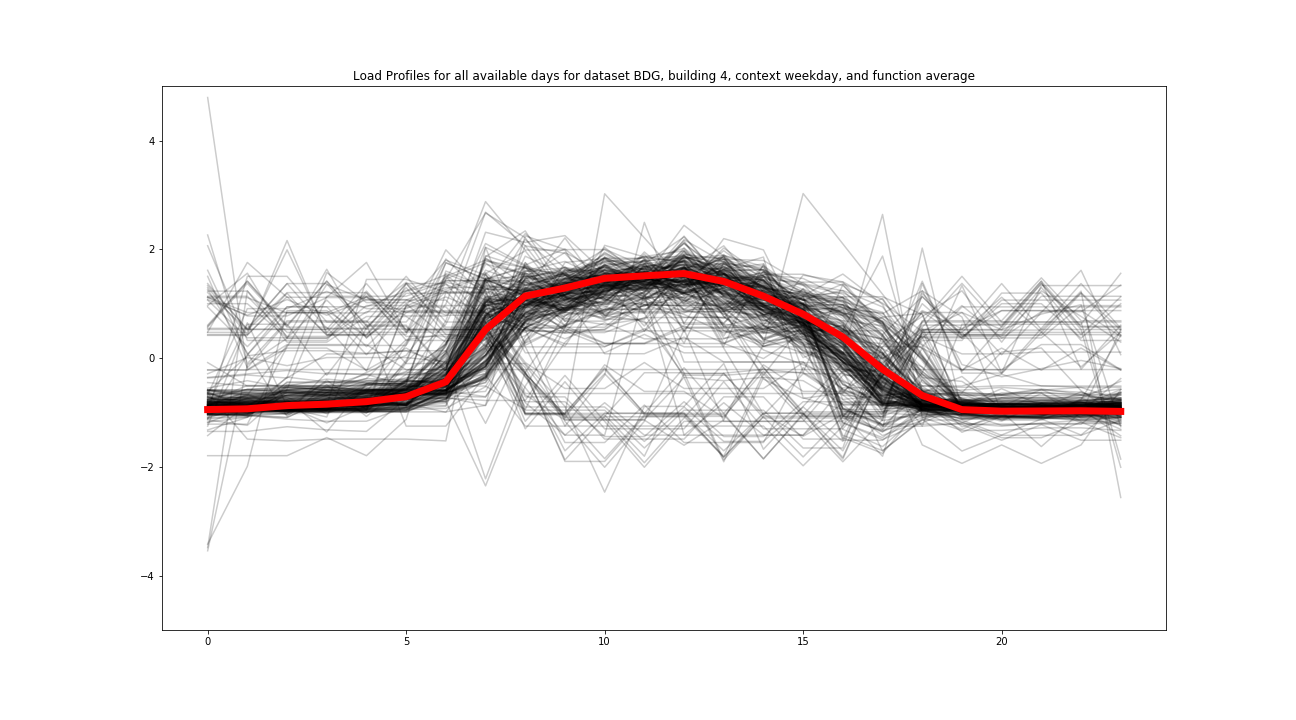 Load Profiles for all available days for dataset BDG, building 4, context weekday, and function average
4
2
0
−2
−4
0 5 10 15 20